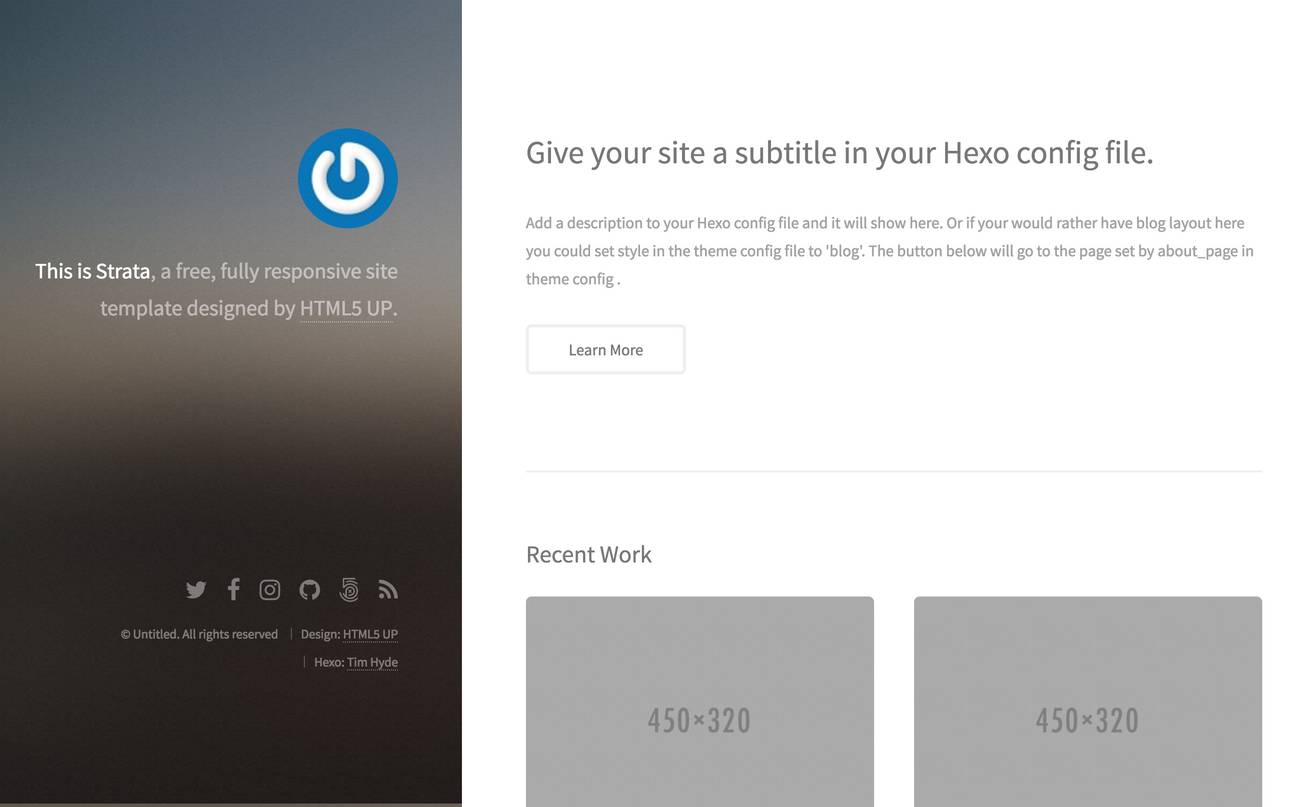 This is Strata, a free, fully responsive site
template designed by HTML5 UP.
© Untitled. All rights reserved | Design: HTML5 UP
| Hexo: Tim Hyde
Give your site a subtitle in your Hexo config file.
Add a description to your Hexo config file and it will show here. Or if your would rather have blog layout here
you could set style in the theme config file to 'blog'. The button below will go to the page set by about_page in
theme config .
Learn More
Recent Work
450×320
450×320